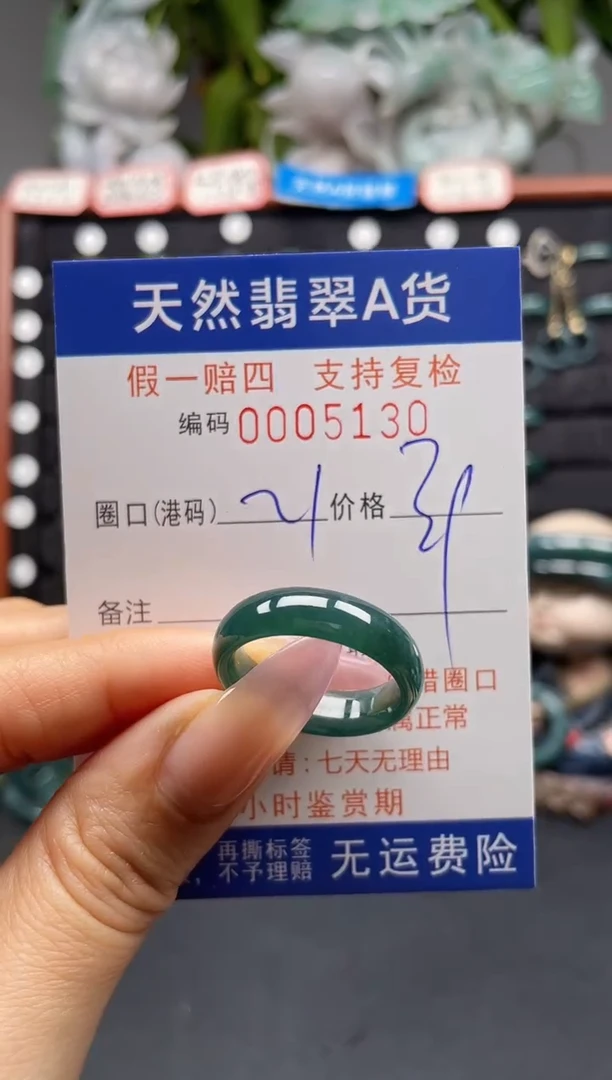 天然翡翠A货
假一赔四 支持复检
编码 0005130
圈口(港码) 21 价格
备注
错圈口
属正常
请:七天无理由
小时鉴赏期
再撕标签
不予理赔
无运费险